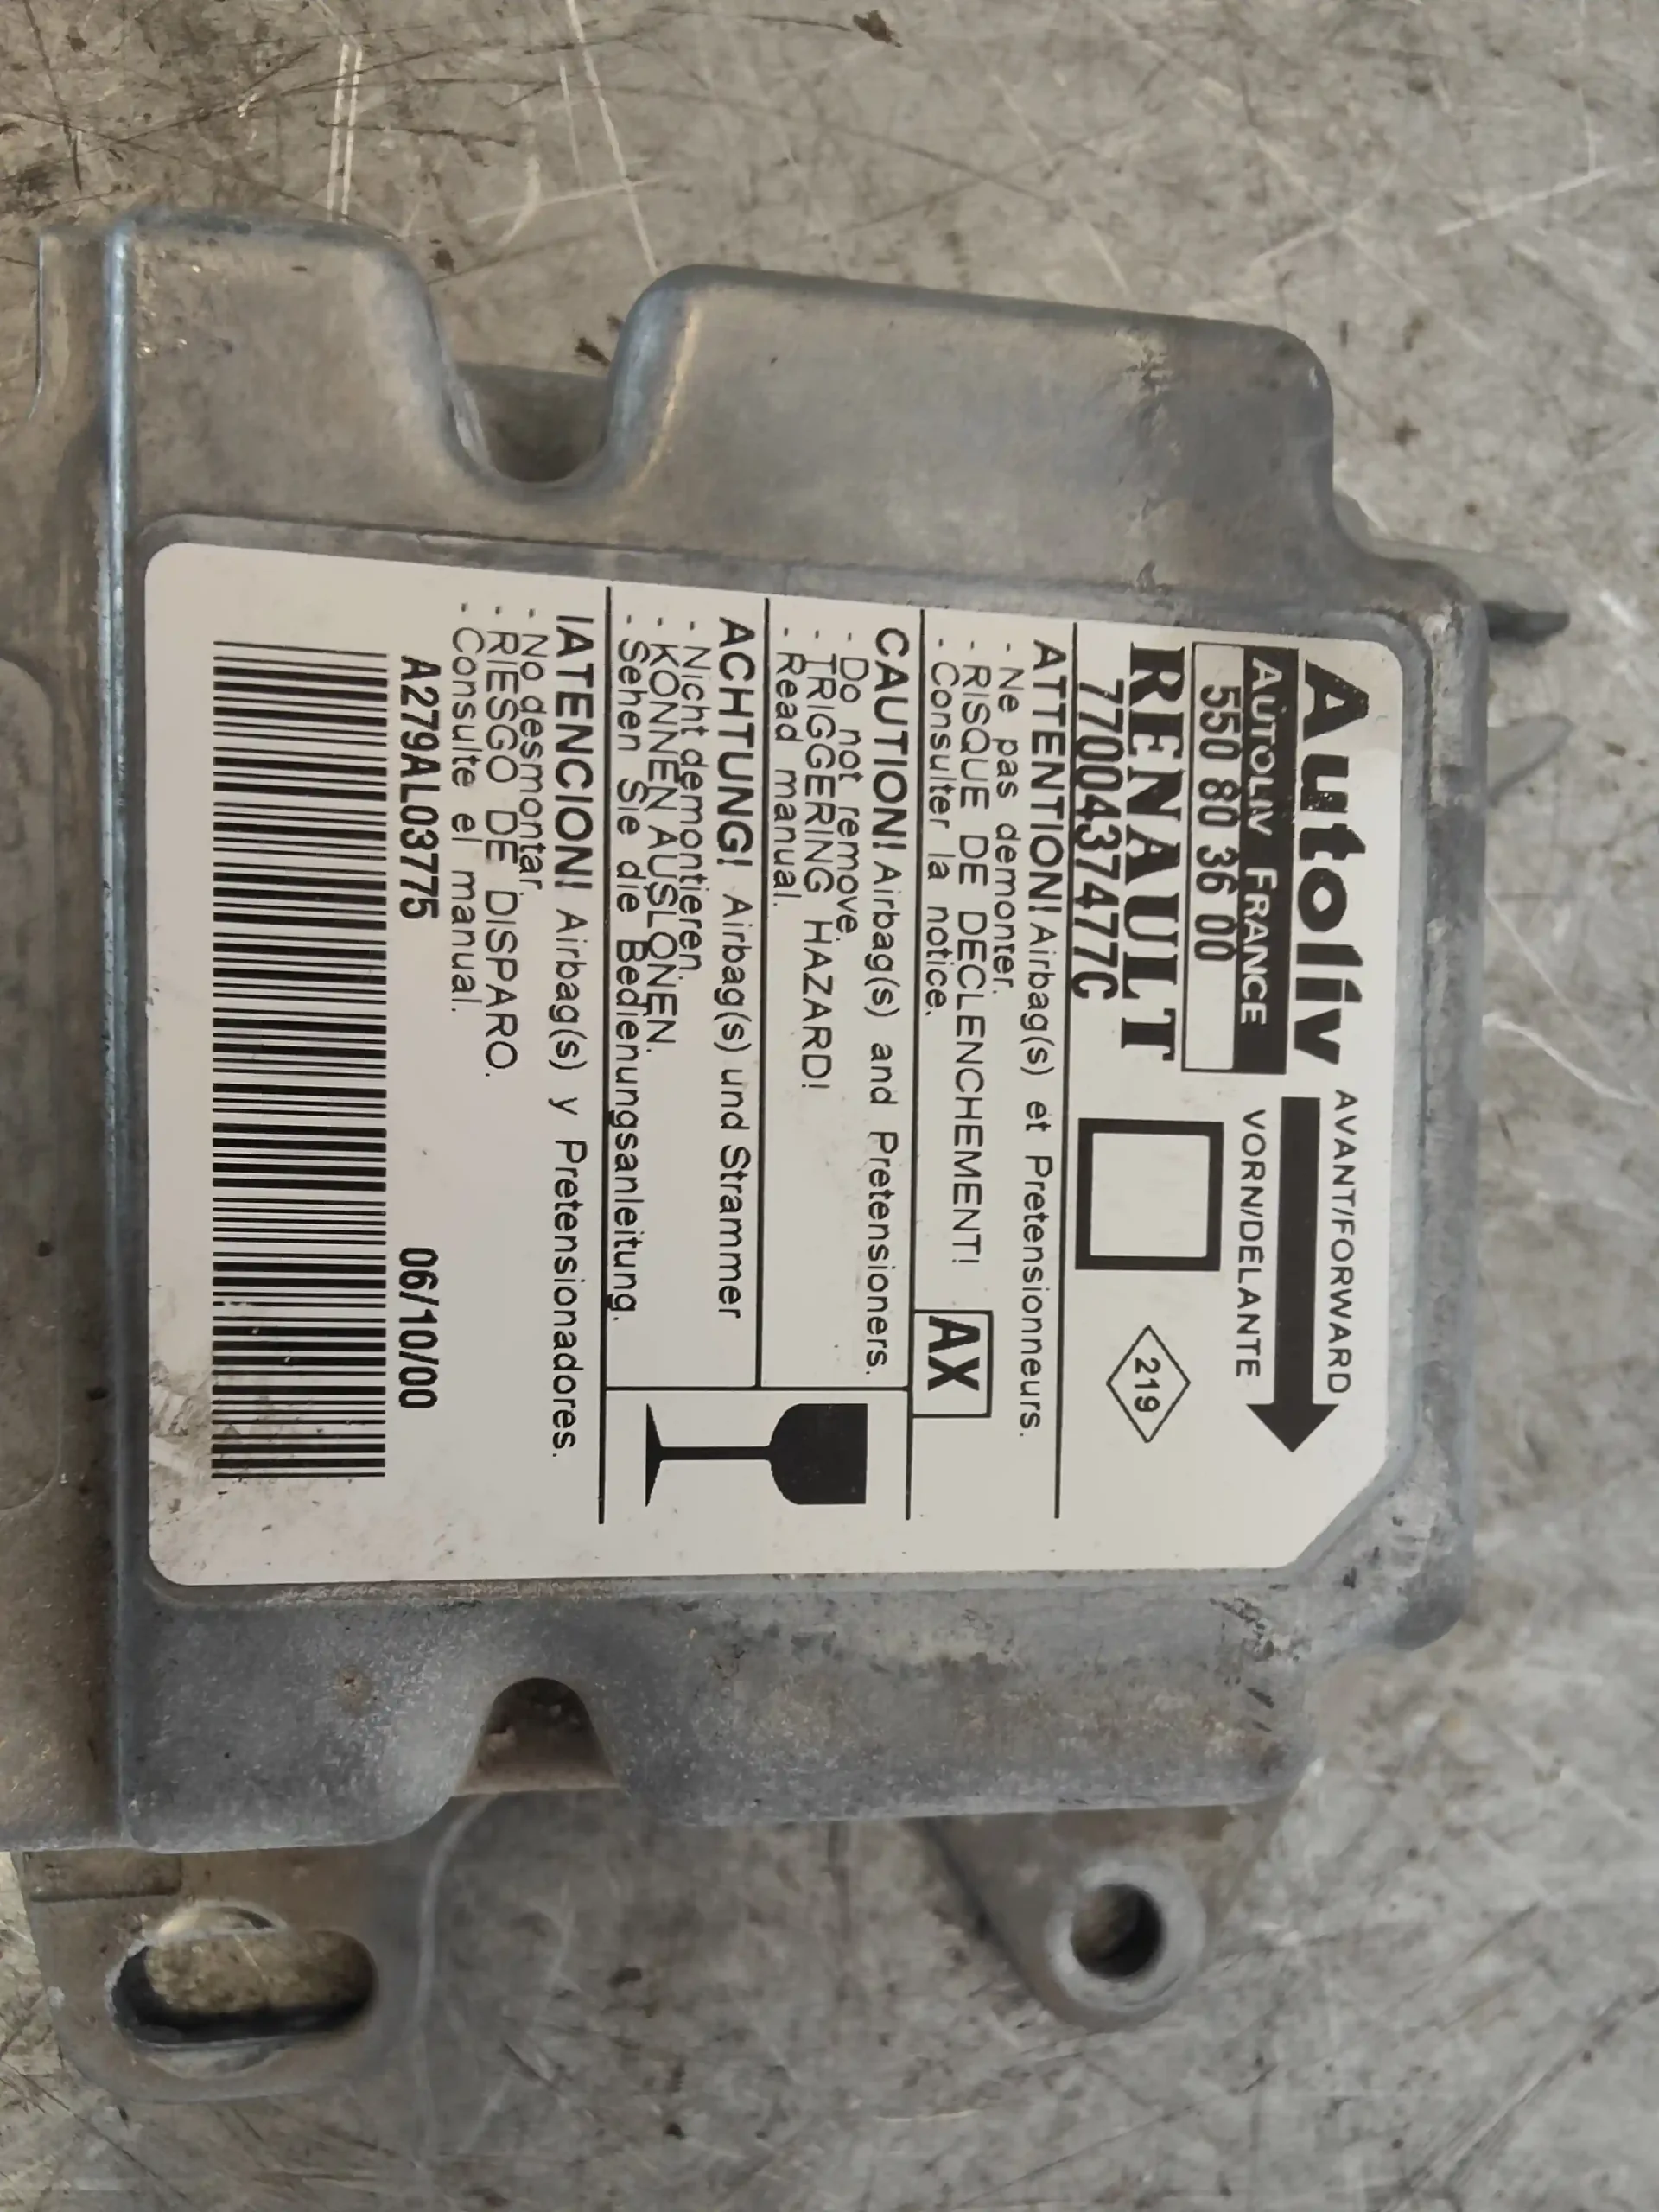 Autoliv
AUTOLIV FRANCE
550 80 36 00
AVANT/FORWARD
VORN/DELANTE
RENAULT
7700437477C
219
ATTENTION! Airbag(s) et Pretensionneurs.
- Ne pas demonter.
- RISQUE DE DECLENCHEMENT!
. Consulter la notice.
AX
CAUTION! Airbag(s) and Pretensioners.
- Do not remove.
- TRIGGERING HAZARD!
. Read manual.
ACHTUNG! Airbag(s) und Strammer
- Nicht demontieren.
- KONNEN AUSLONEN.
. Sehen Sie die Bedienungsanleitung.
IATENCION! Airbag(s) y Pretensionadores.
- No desmontar.
- RIESGO DE DISPARO.
. Consulte el manual.
A279AL03775
06/10/00